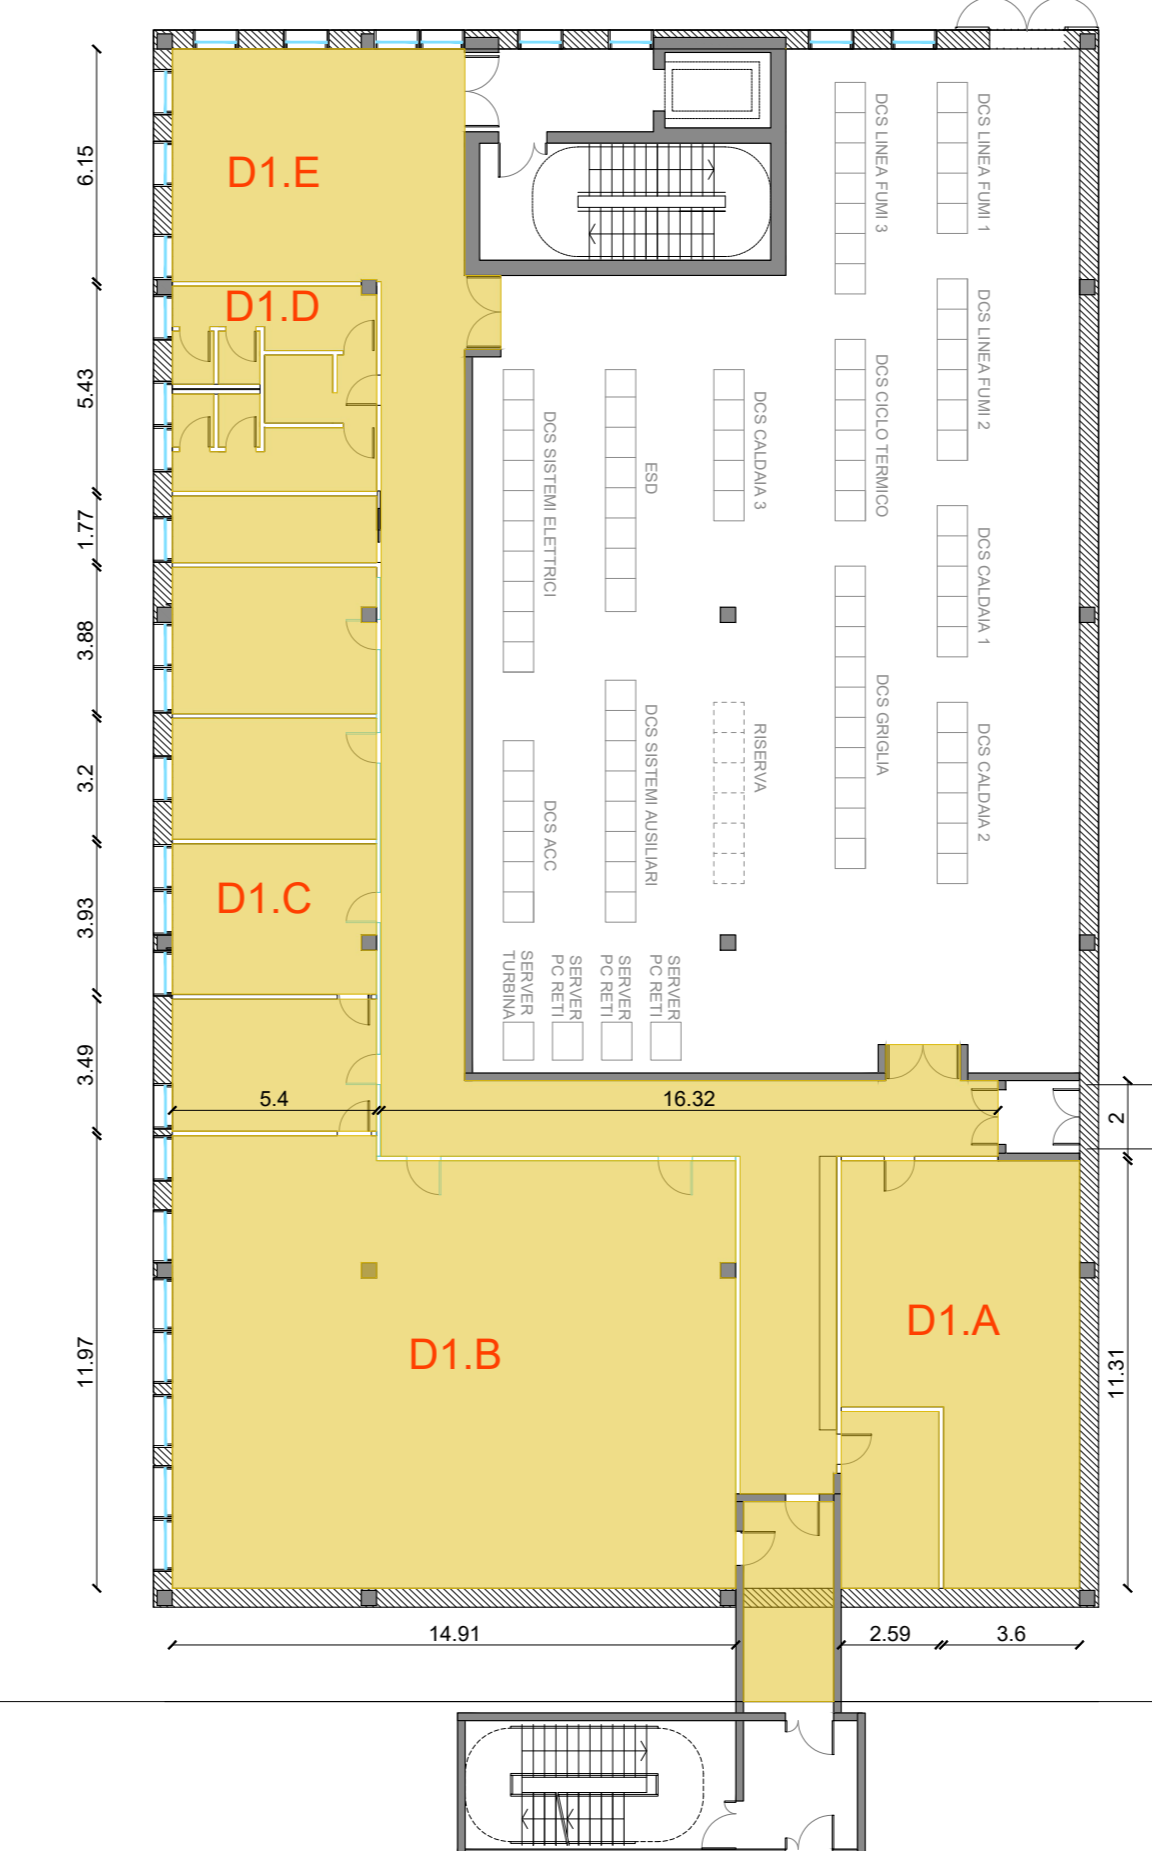 D1.E
DCS LINEA FUMI 3
DCS LINEA FUMI 1
6.15
D1.D
DCS LINEA FUMI 2
5.43
DCS SISTEMI ELETTRICI
ESD
DCS CALDAIA 3
DCS CICLO TERMICO
1.77
DCS CALDAIA 1
3.88
DCS GRIGLIA
3.2
DCS ACC
DCS SISTEMI AUSILIARI
RISERVA
DCS CALDAIA 2
D1.C
3.93
SERVER
TURBINA
SERVER
PC RETI
SERVER
PC RETI
SERVER
PC RETI
3.49
5.4
16.32
2
D1.A
D1.B
11.97
11.31
14.91
2.59
3.6